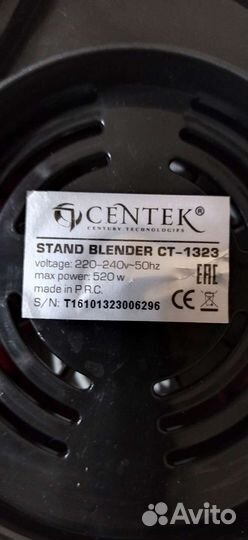 CENTEK®
CENTURY TECHNOLOGIES
STAND BLENDER CT-1323
voltage: 220-240v~50hz
max power: 520 w
made in P.R.C.
S/N: T16101323006296
EAC
CE
Avito